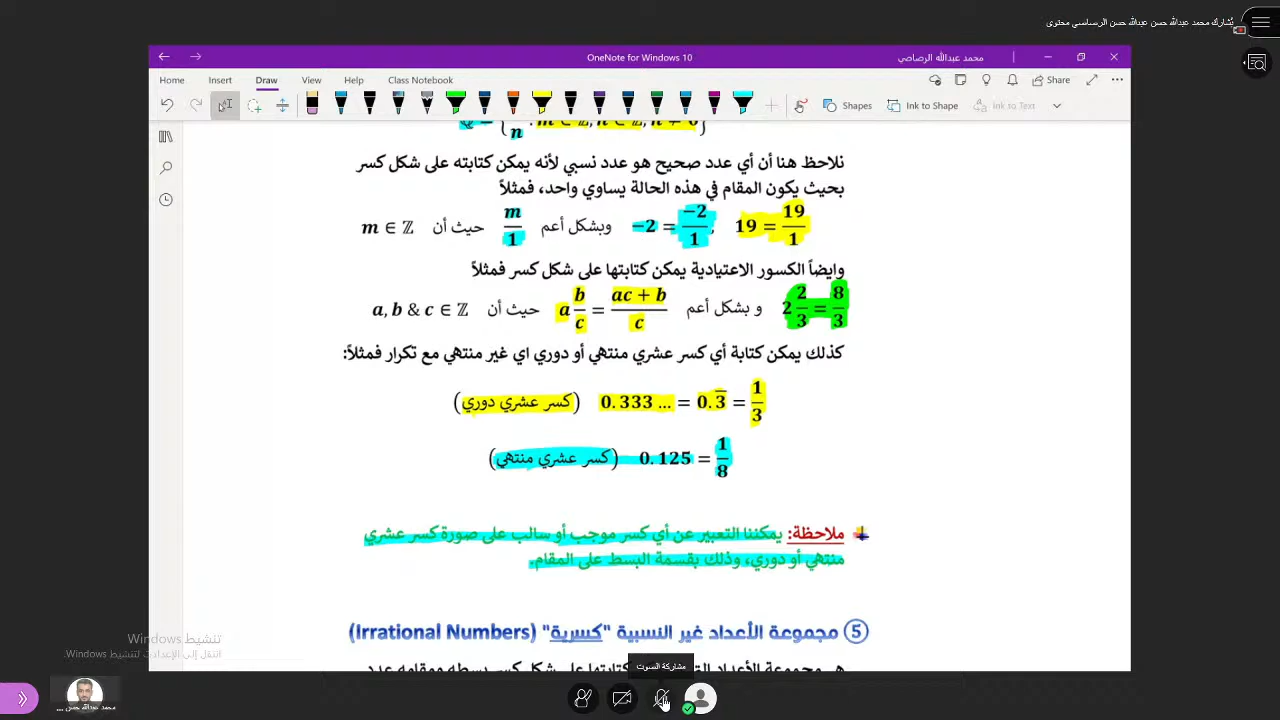 يُشارك محمد عبدالله حسن عبدالله حسن الرصاصي محتوى
OneNote for Windows 10
محمد عبدالله الرصاصي
Home Insert Draw View Help Class Notebook
Share
Shapes Ink to Shape Ink to Text
n
نلاحظ هنا أن أي عدد صحيح هو عدد نسبي لأنه يمكن كتابته على شكل كسر
بحيث يكون المقام في هذه الحالة يساوي واحد، فمثلاً
19 = 19/1 , −2 = −2/1 وبشكل أعم m/1 حيث أن m ∈ ℤ
وايضاً الكسور الاعتيادية يمكن كتابتها على شكل كسر فمثلاً
2 2/3 = 8/3 و بشكل أعم a b/c = (ac + b)/c حيث أن a, b & c ∈ ℤ
كذلك يمكن كتابة أي كسر عشري منتهي أو دوري اي غير منتهي مع تكرار فمثلاً:
(كسر عشري دوري) 0.333 ... = 0.3̅ = 1/3
(كسر عشري منتهي) 0.125 = 1/8
ملاحظة: يمكننا التعبير عن أي كسر موجب أو سالب على صورة كسر عشري
منتهي أو دوري، وذلك بقسمة البسط على المقام.
5 مجموعة الأعداد غير النسبية "كسرية" (Irrational Numbers)
تنشيط Windows
انتقل إلى الإعدادات لتنشيط Windows.
مشاركة الصوت
محمد عبدالله حسن ...